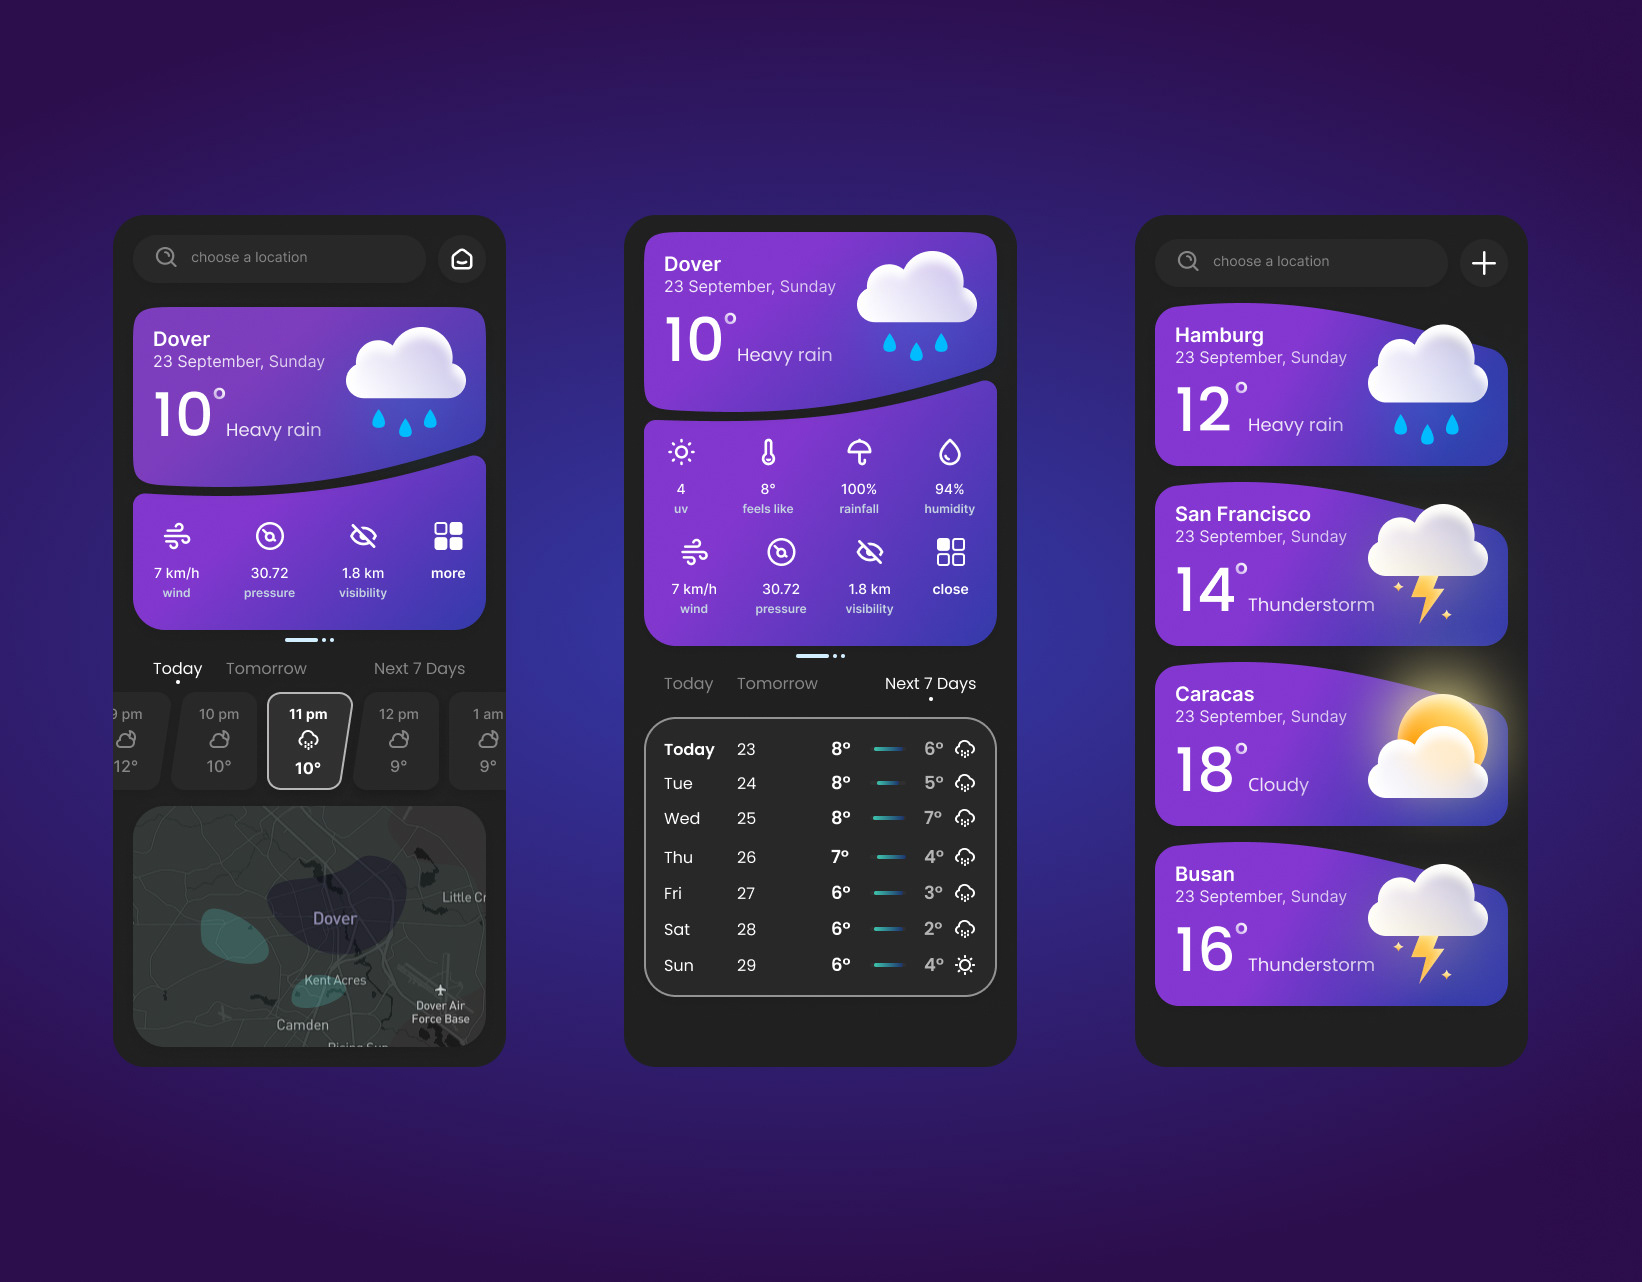 choose a location
Dover
23 September, Sunday
10°
Heavy rain
7 km/h
wind
30.72
pressure
1.8 km
visibility
more
Today Tomorrow Next 7 Days
9 pm 10 pm 11 pm 12 pm 1 am
12° 10° 10° 9° 9°
Little Cr
Dover
Kent Acres
Dover Air
Force Base
Camden
Rising Sun
Dover
23 September, Sunday
10°
Heavy rain
4
uv
8°
feels like
100%
rainfall
94%
humidity
7 km/h
wind
30.72
pressure
1.8 km
visibility
close
Today Tomorrow Next 7 Days
Today 23 8° 6°
Tue 24 8° 5°
Wed 25 8° 7°
Thu 26 7° 4°
Fri 27 6° 3°
Sat 28 6° 2°
Sun 29 6° 4°
choose a location
Hamburg
23 September, Sunday
12°
Heavy rain
San Francisco
23 September, Sunday
14°
Thunderstorm
Caracas
23 September, Sunday
18°
Cloudy
Busan
23 September, Sunday
16°
Thunderstorm